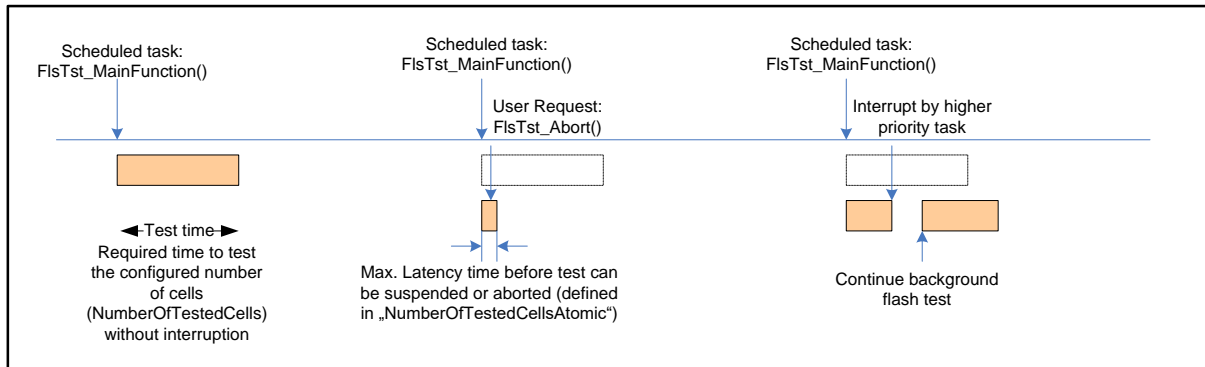 Scheduled task:
FlsTst_MainFunction()
Scheduled task:
FlsTst_MainFunction()
Scheduled task:
FlsTst_MainFunction()
User Request:
FlsTst_Abort()
Interrupt by higher
priority task
Test time
Required time to test
the configured number
of cells
(NumberOfTestedCells)
without interruption
Max. Latency time before test can
be suspended or aborted (defined
in „NumberOfTestedCellsAtomic“)
Continue background
flash test